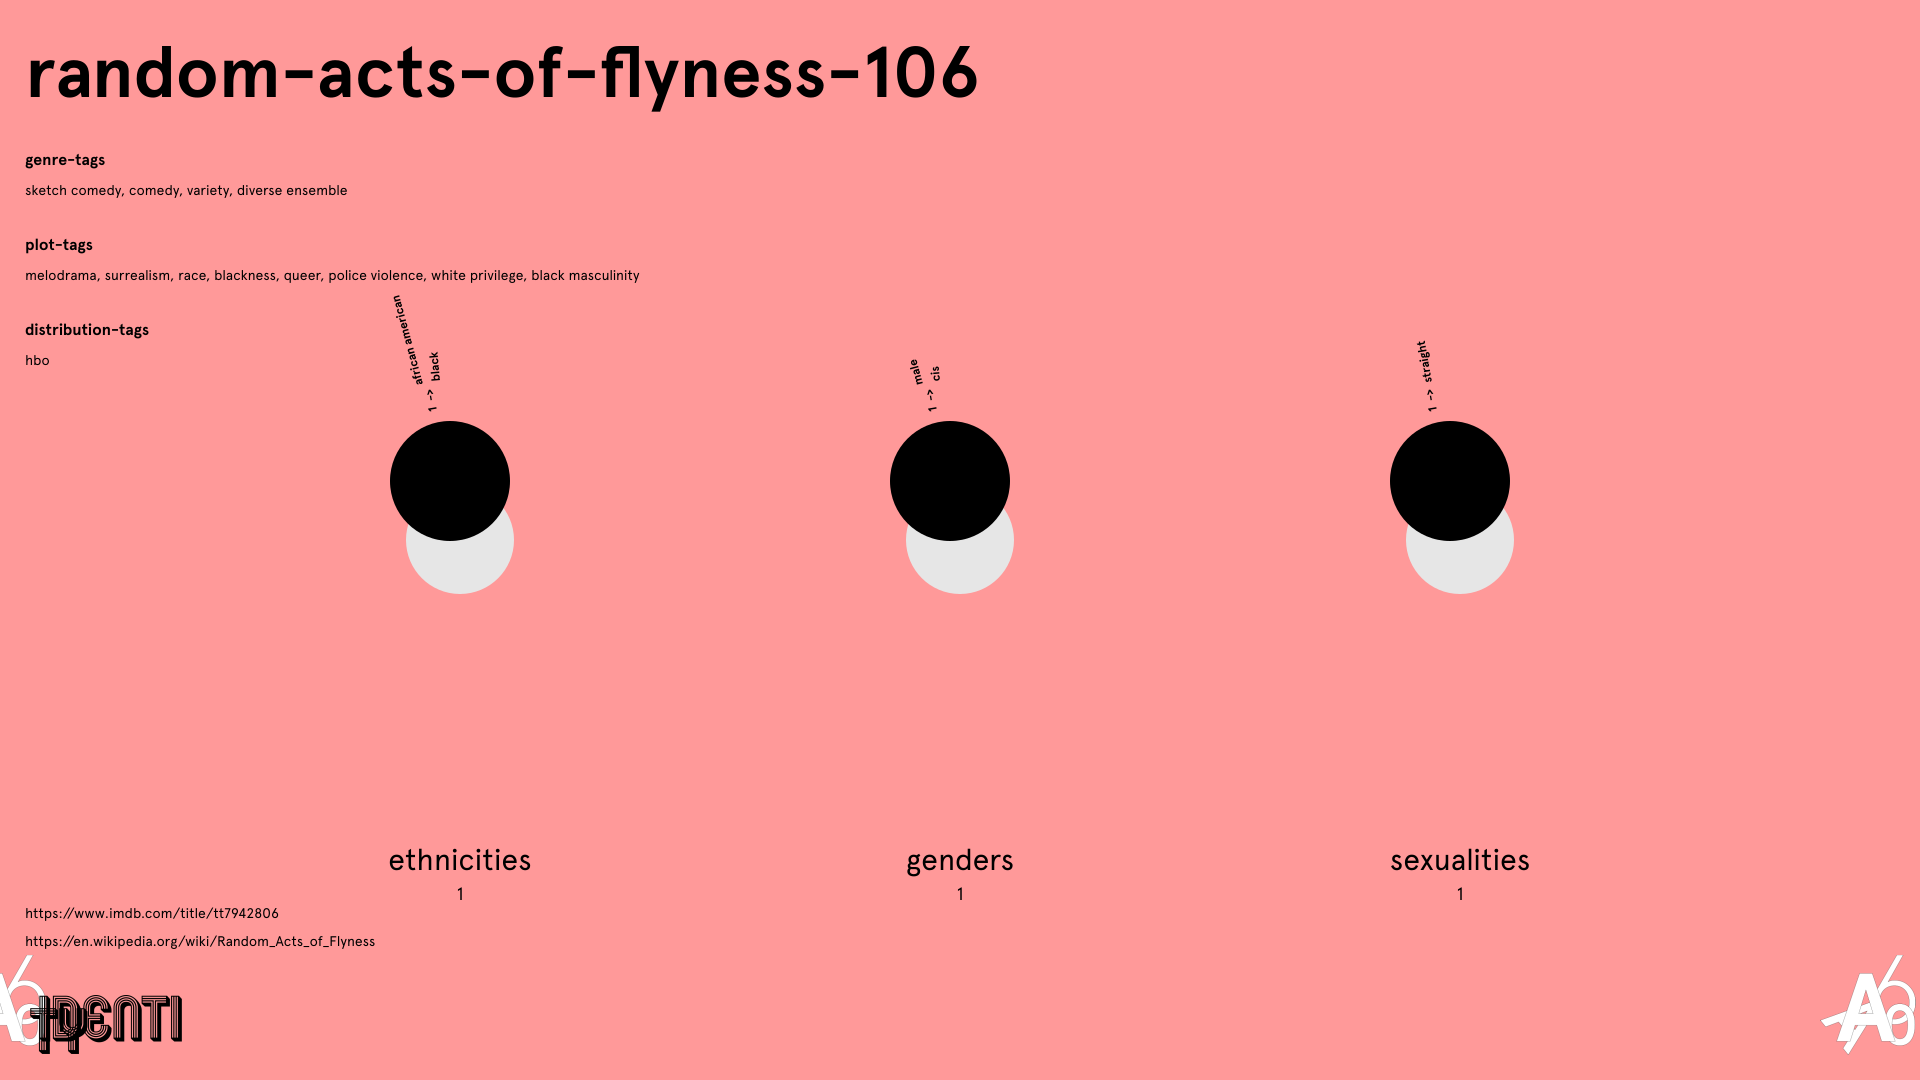 random-acts-of-flyness-106
genre-tags
sketch comedy, comedy, variety, diverse ensemble
plot-tags
melodrama, surrealism, race, blackness, queer, police violence, white privilege, black masculinity
distribution-tags
hbo
african american
1 -> black
male
1 -> cis
1 -> straight
ethnicities
1
genders
1
sexualities
1
https://www.imdb.com/title/tt7942806
https://en.wikipedia.org/wiki/Random_Acts_of_Flyness
IDENTI